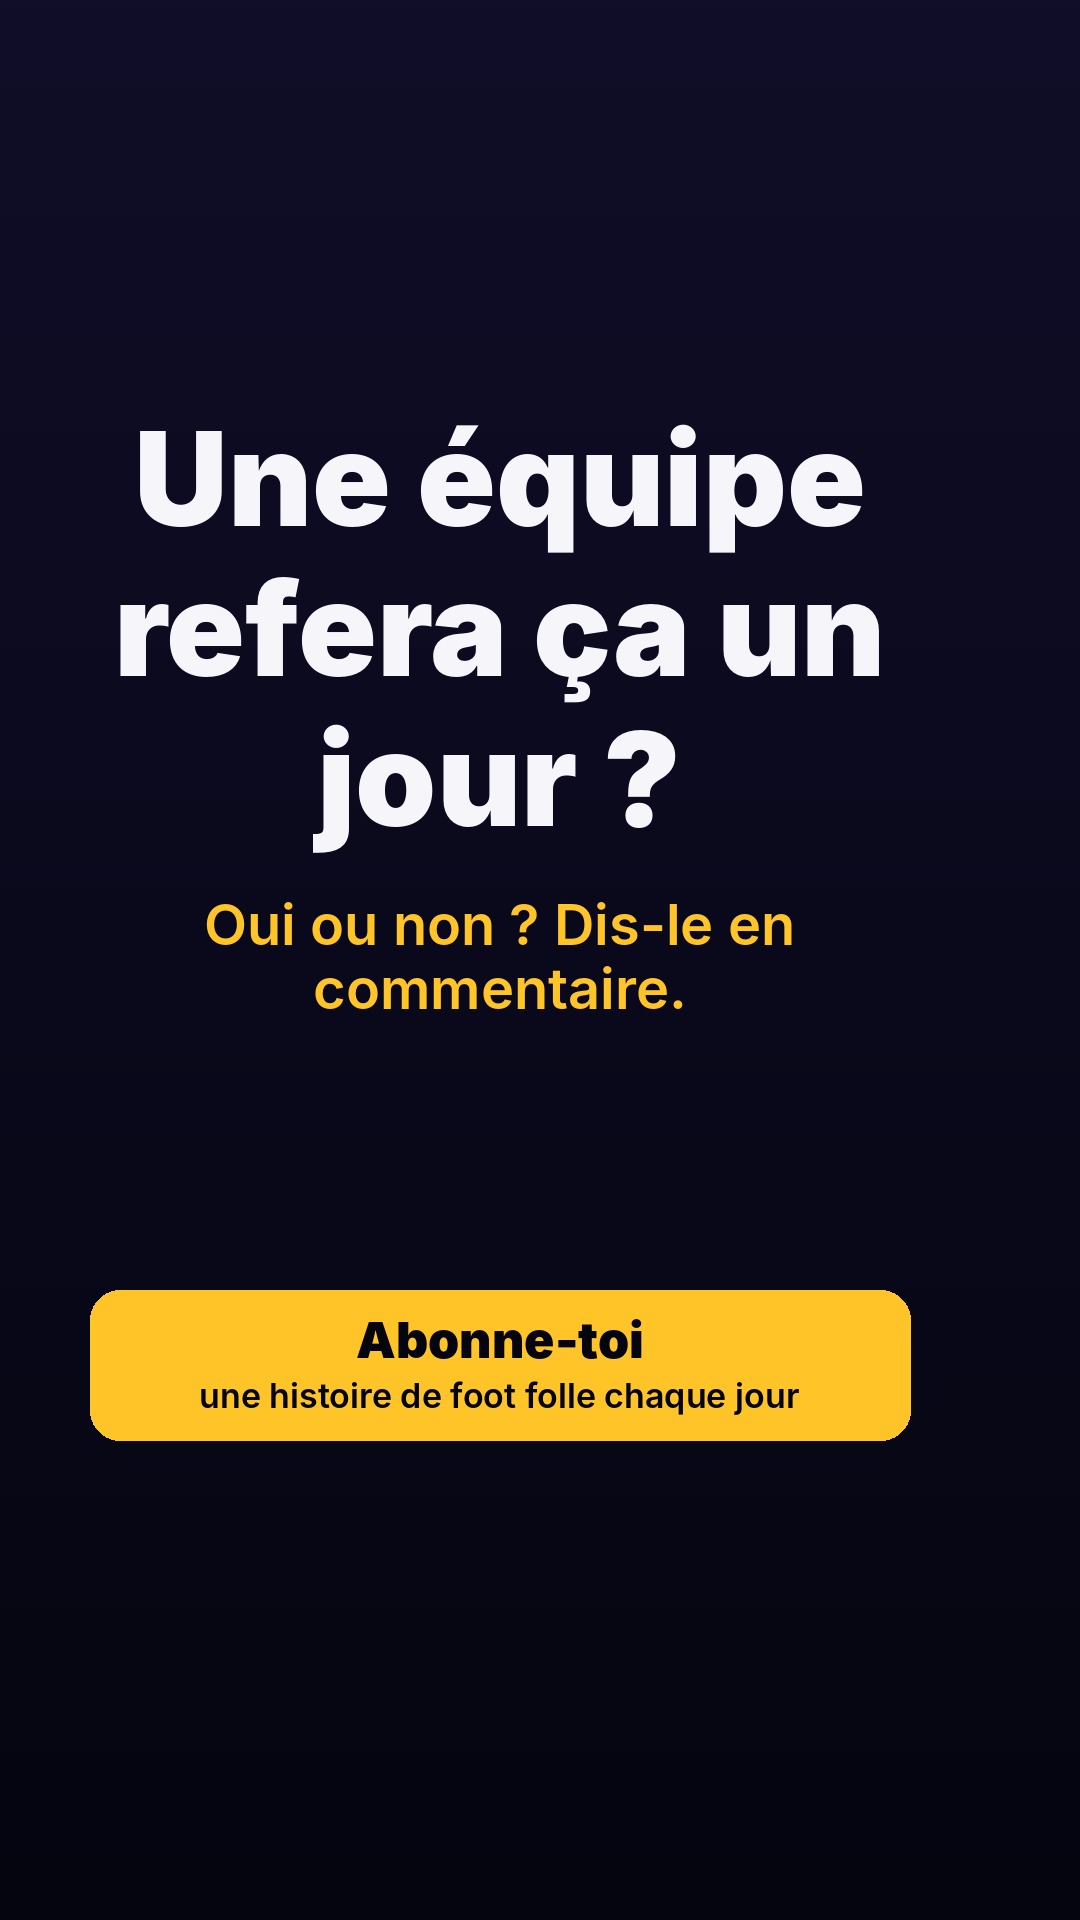 Une équipe
refera ça un
jour ?
Oui ou non ? Dis-le en
commentaire.
Abonne-toi
une histoire de foot folle chaque jour